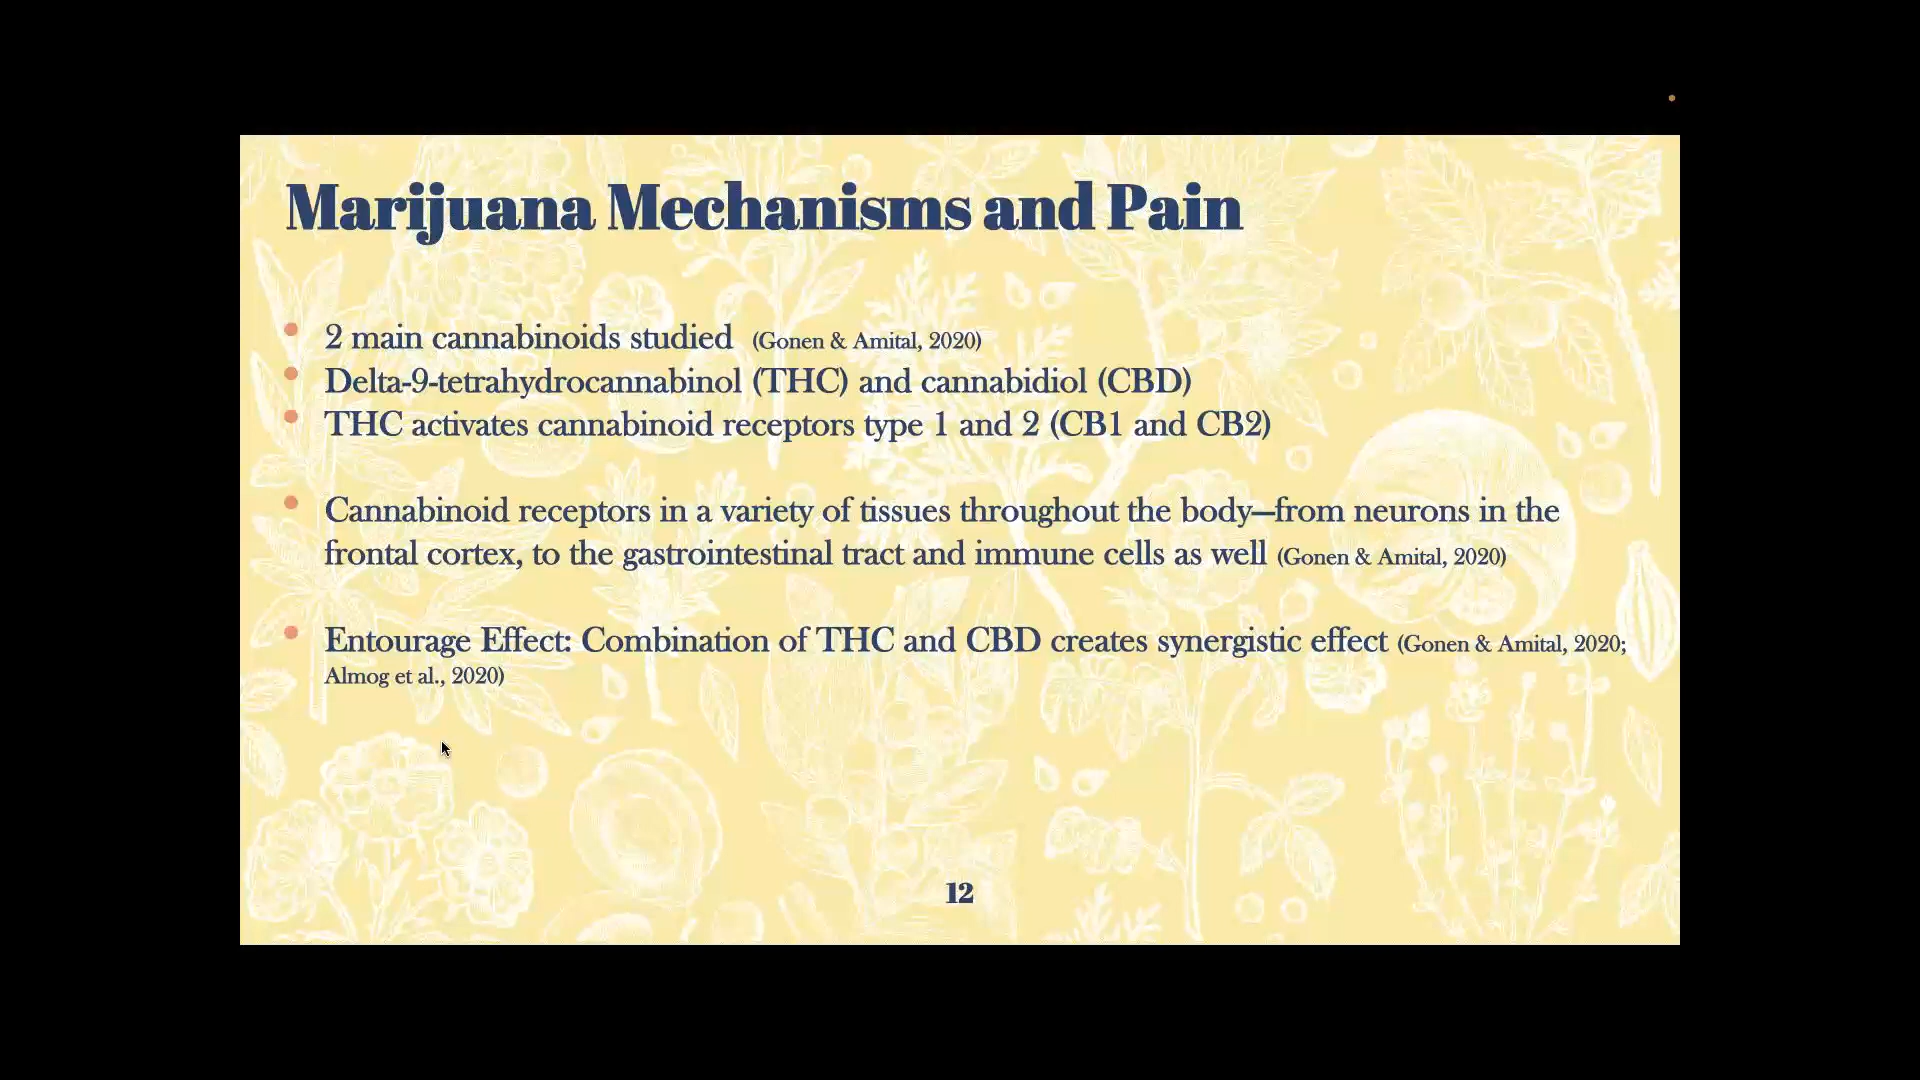 Marijuana Mechanisms and Pain
2 main cannabinoids studied (Gonen & Amital, 2020)
Delta-9-tetrahydrocannabinol (THC) and cannabidiol (CBD)
THC activates cannabinoid receptors type 1 and 2 (CB1 and CB2)
Cannabinoid receptors in a variety of tissues throughout the body—from neurons in the
frontal cortex, to the gastrointestinal tract and immune cells as well (Gonen & Amital, 2020)
Entourage Effect: Combination of THC and CBD creates synergistic effect (Gonen & Amital, 2020;
Almog et al., 2020)
12